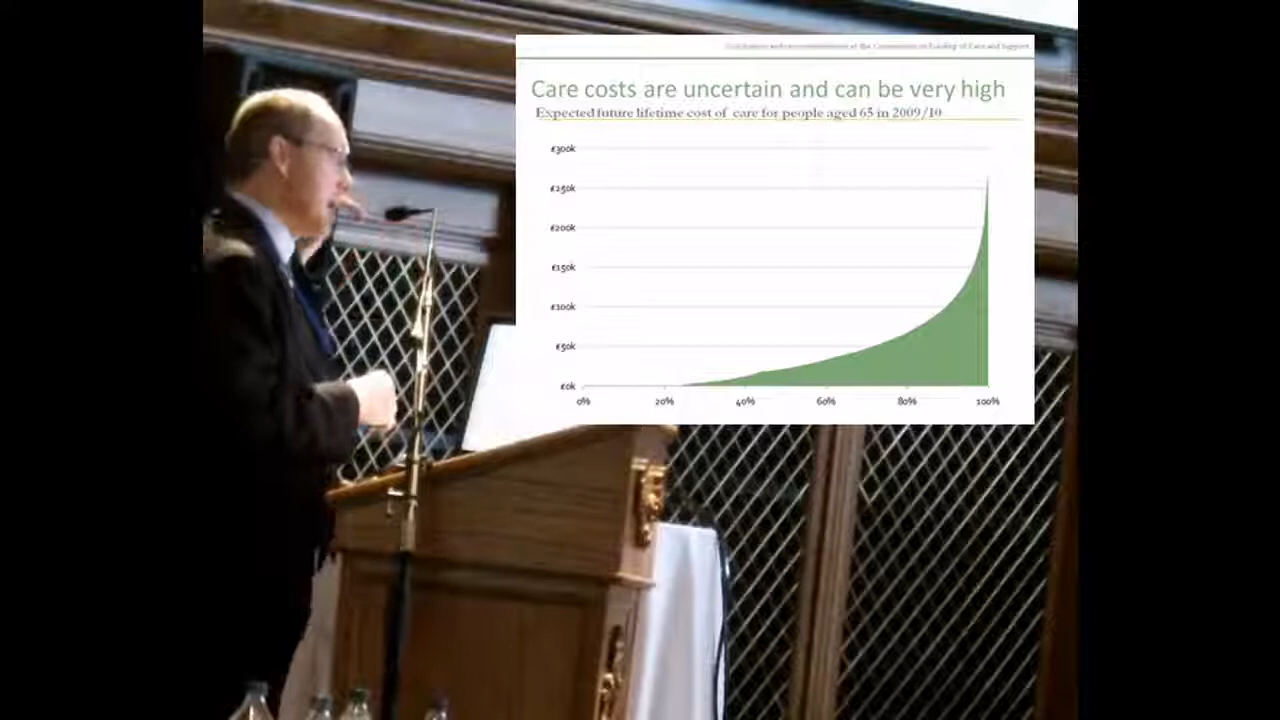 Conclusions and recommendations of the Commission on Funding of Care and Support
Care costs are uncertain and can be very high
Expected future lifetime cost of care for people aged 65 in 2009/10
£300k
£250k
£200k
£150k
£100k
£50k
£0k
0% 20% 40% 60% 80% 100%